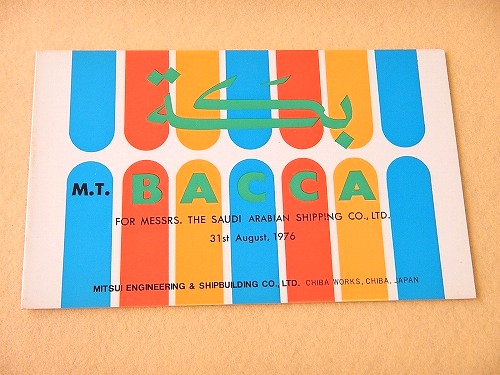 بكة
M.T. BACCA
FOR MESSRS. THE SAUDI ARABIAN SHIPPING CO., LTD.
31st August, 1976
MITSUI ENGINEERING & SHIPBUILDING CO., LTD. CHIBA WORKS, CHIBA, JAPAN